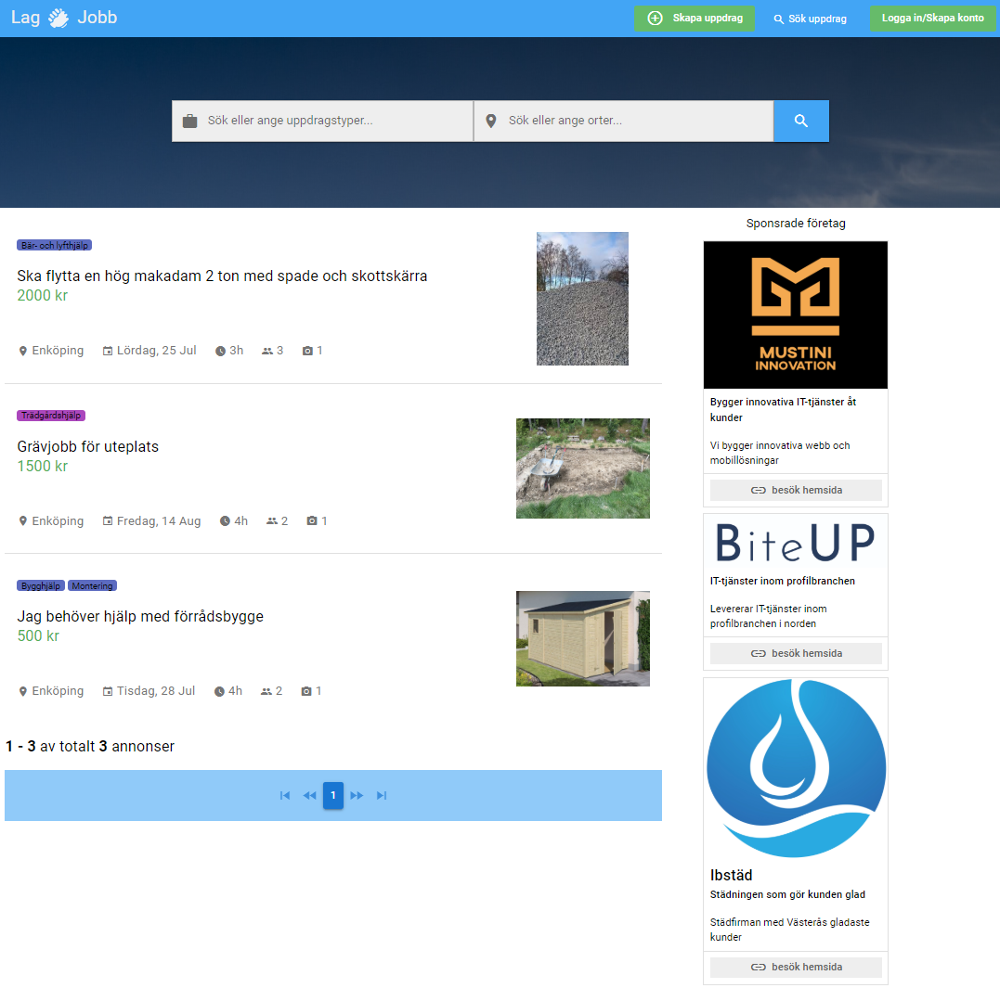 Lag Jobb
Skapa uppdrag
Sök uppdrag
Logga in/Skapa konto
Sök eller ange uppdragstyper...
Sök eller ange orter...
Bär- och lyfthjälp
Ska flytta en hög makadam 2 ton med spade och skottskärra
2000 kr
Enköping Lördag, 25 Jul 3h 3 1
Trädgårdshjälp
Grävjobb för uteplats
1500 kr
Enköping Fredag, 14 Aug 4h 2 1
Bygghjälp Montering
Jag behöver hjälp med förrådsbygge
500 kr
Enköping Tisdag, 28 Jul 4h 2 1
1 - 3 av totalt 3 annonser
1
Sponsrade företag
MUSTINI
INNOVATION
Bygger innovativa IT-tjänster åt
kunder
Vi bygger innovativa webb och
mobillösningar
besök hemsida
BiteUP
IT-tjänster inom profilbranchen
Levererar IT-tjänster inom
profilbranchen i norden
besök hemsida
Ibstäd
Städningen som gör kunden glad
Städfirman med Västerås gladaste
kunder
besök hemsida